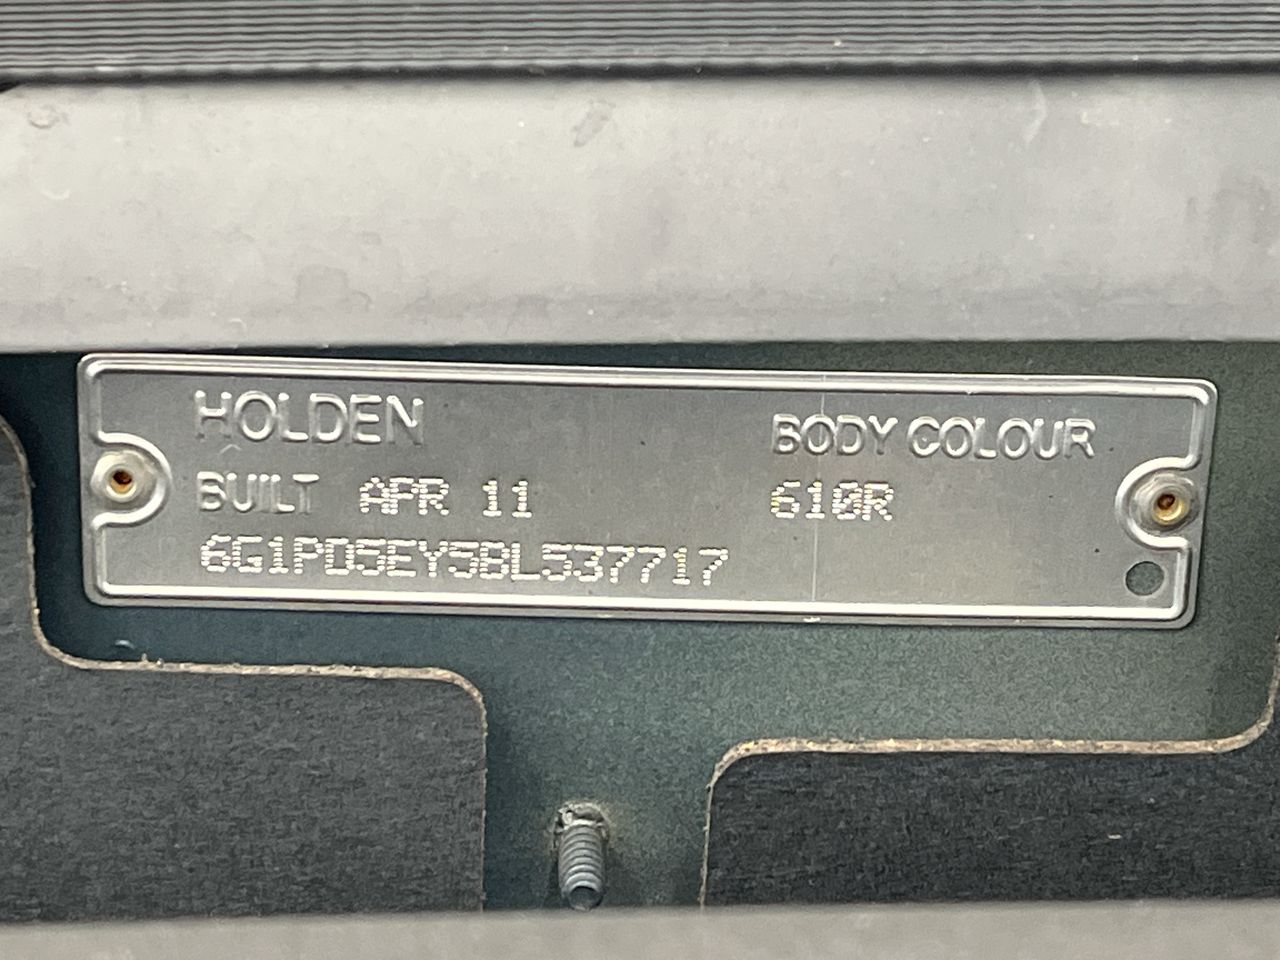 HOLDEN
BODY COLOUR
BUILT APR 11
610R
6G1PD5EY5BL537717